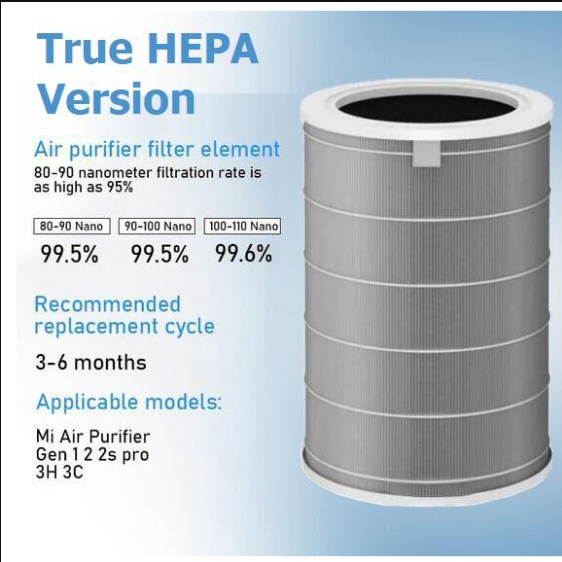 True HEPA
Version
Air purifier filter element
80-90 nanometer filtration rate is
as high as 95%
80-90 Nano 90-100 Nano 100-110 Nano
99.5% 99.5% 99.6%
Recommended
replacement cycle
3-6 months
Applicable models:
Mi Air Purifier
Gen 1 2 2s pro
3H 3C